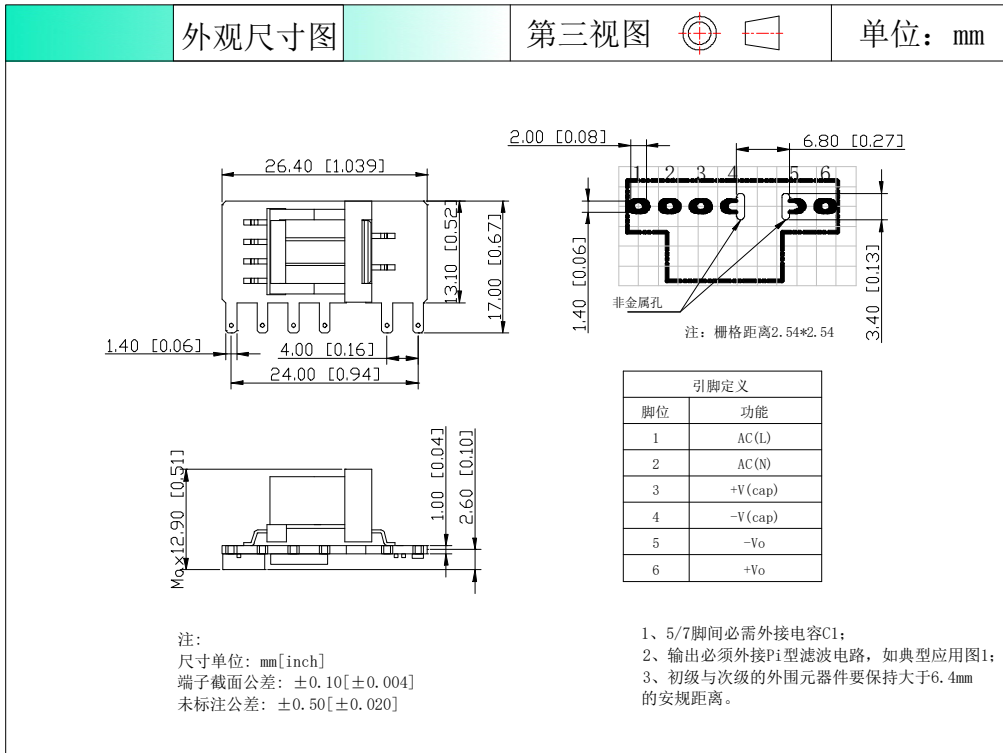 外观尺寸图
第三视图
单位：mm
26.40 [1.039]
13.10 [0.52]
17.00 [0.67]
1.40 [0.06]
4.00 [0.16]
24.00 [0.94]
2.00 [0.08]
6.80 [0.27]
1 2 3 4 5 6
1.40 [0.06]
3.40 [0.13]
非金属孔
注：栅格距离2.54*2.54
Max12.90 [0.51]
1.00 [0.04]
2.60 [0.10]
引脚定义
脚位 功能
1 AC(L)
2 AC(N)
3 +V(cap)
4 -V(cap)
5 -Vo
6 +Vo
注：
尺寸单位：mm[inch]
端子截面公差：±0.10[±0.004]
未标注公差：±0.50[±0.020]
1、5/7脚间必需外接电容C1；
2、输出必须外接Pi型滤波电路，如典型应用图1；
3、初级与次级的外围元器件要保持大于6.4mm
的安规距离。